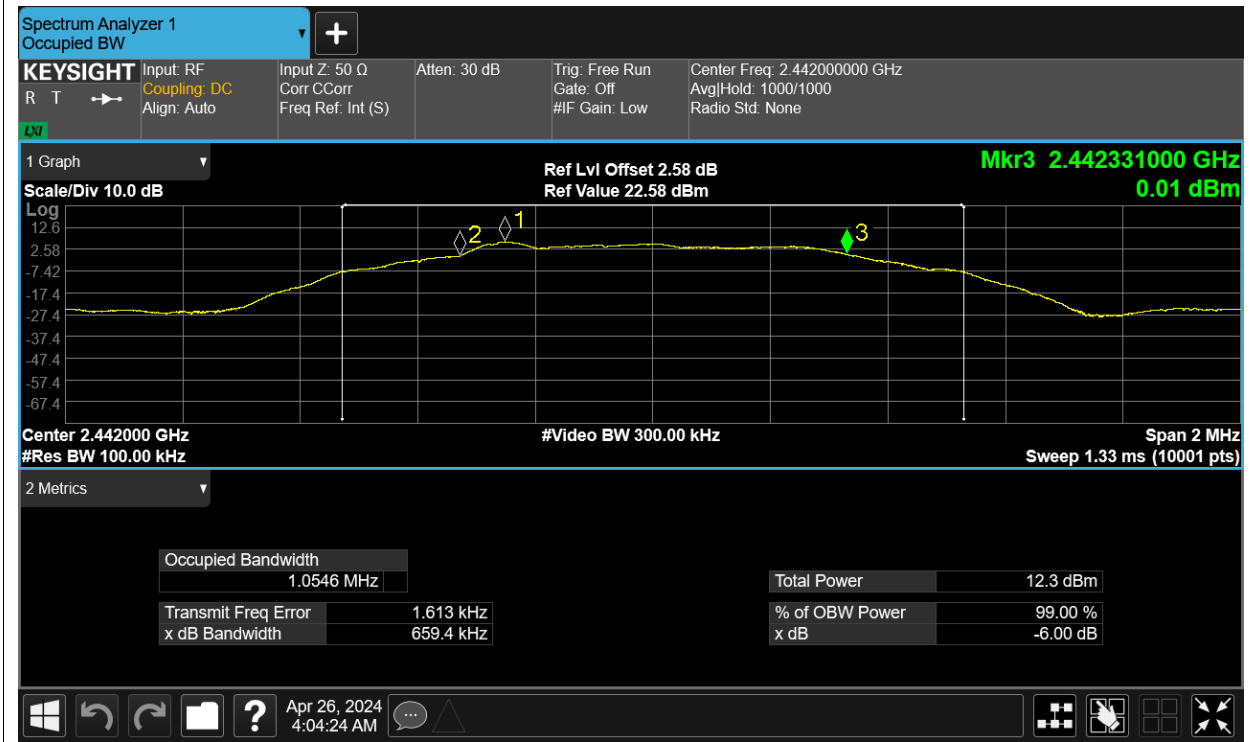 Spectrum Analyzer 1
Occupied BW
KEYSIGHT
R T
LXI
Input: RF
Coupling: DC
Align: Auto
Input Z: 50 Ω
Corr CCorr
Freq Ref: Int (S)
Atten: 30 dB
Trig: Free Run
Gate: Off
#IF Gain: Low
Center Freq: 2.442000000 GHz
Avg|Hold: 1000/1000
Radio Std: None
1 Graph
Scale/Div 10.0 dB
Ref Lvl Offset 2.58 dB
Ref Value 22.58 dBm
Mkr3 2.442331000 GHz
0.01 dBm
Log
12.6
2.58
-7.42
-17.4
-27.4
-37.4
-47.4
-57.4
-67.4
2
1
3
Center 2.442000 GHz
#Res BW 100.00 kHz
#Video BW 300.00 kHz
Span 2 MHz
Sweep 1.33 ms (10001 pts)
2 Metrics
Occupied Bandwidth
1.0546 MHz
Transmit Freq Error 1.613 kHz
x dB Bandwidth 659.4 kHz
Total Power 12.3 dBm
% of OBW Power 99.00 %
x dB -6.00 dB
Apr 26, 2024
4:04:24 AM